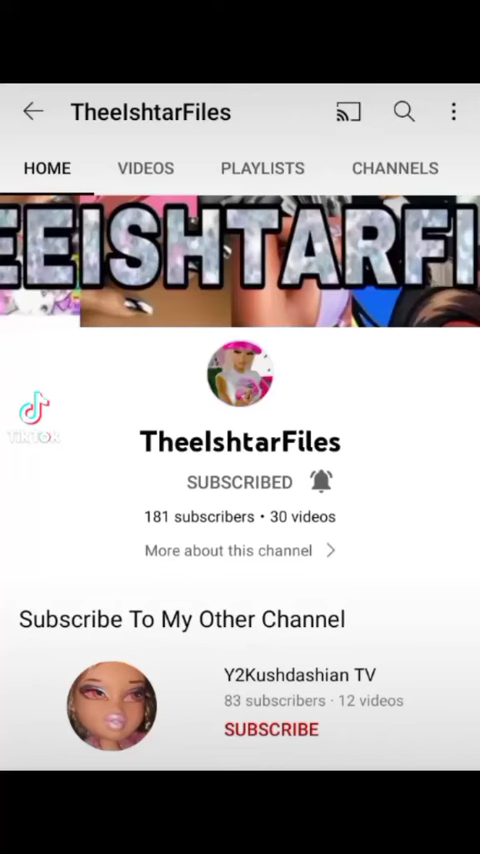 TheeIshtarFiles
HOME VIDEOS PLAYLISTS CHANNELS
EEISHTARFI
TikTok
TheeIshtarFiles
SUBSCRIBED
181 subscribers • 30 videos
More about this channel
Subscribe To My Other Channel
Y2Kushdashian TV
83 subscribers · 12 videos
SUBSCRIBE